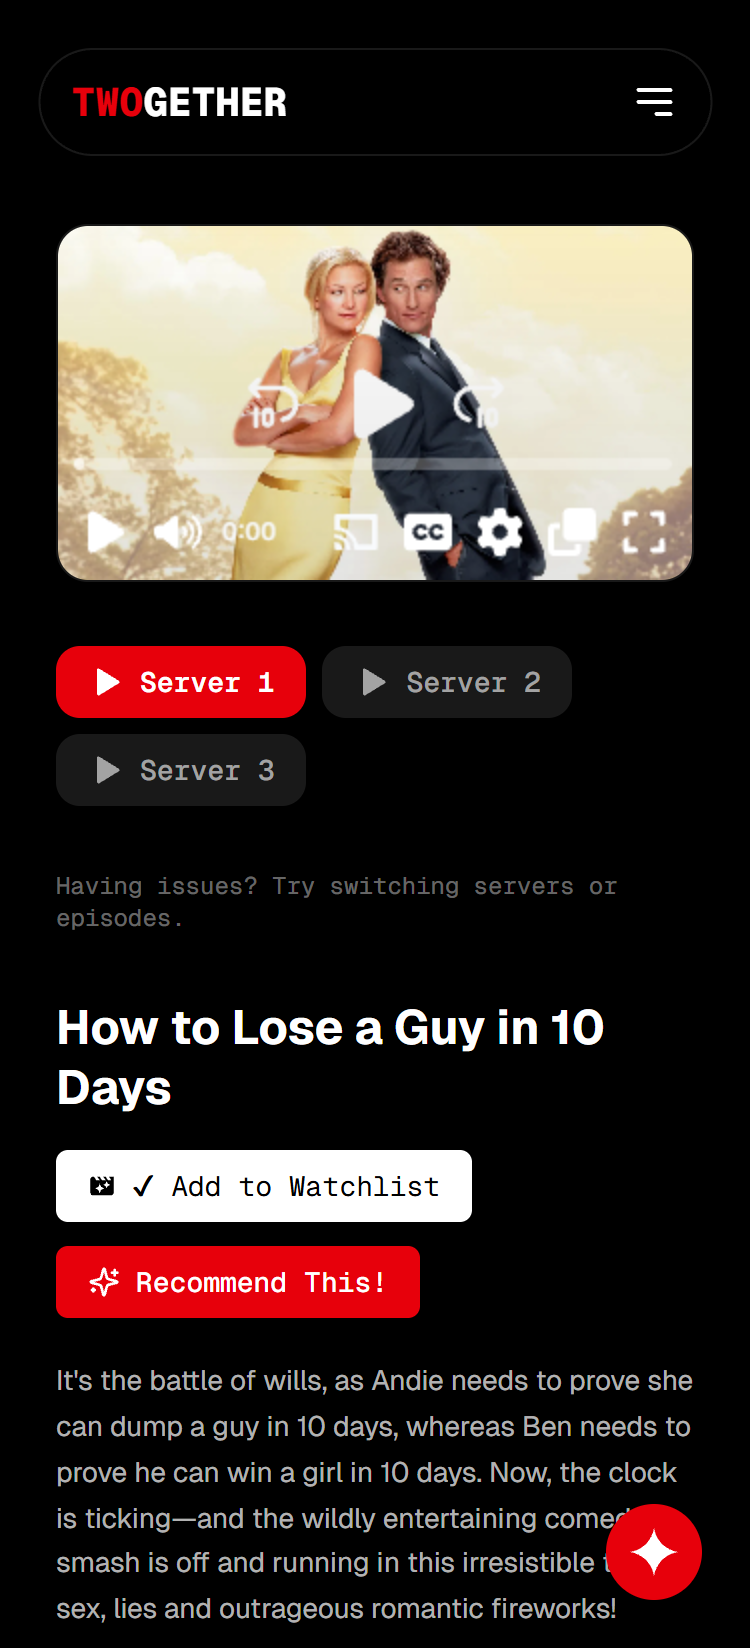 TWOGETHER
10 10
0:00 CC
Server 1 Server 2
Server 3
Having issues? Try switching servers or
episodes.
How to Lose a Guy in 10
Days
✓ Add to Watchlist
Recommend This!
It's the battle of wills, as Andie needs to prove she
can dump a guy in 10 days, whereas Ben needs to
prove he can win a girl in 10 days. Now, the clock
is ticking—and the wildly entertaining
smash is off and running in this irresistible
sex, lies and outrageous romantic fireworks!